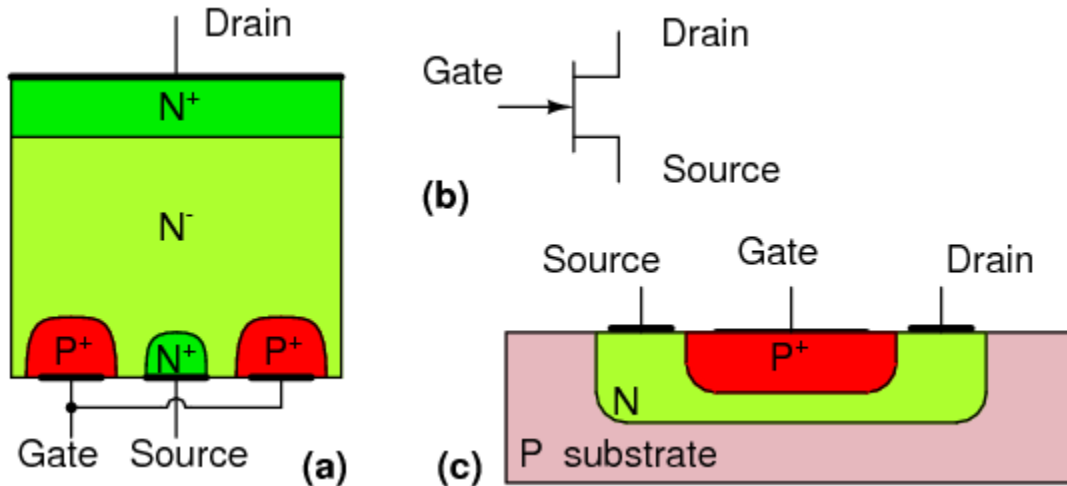 Drain
N⁺
N⁻
P⁺ N⁺ P⁺
Gate Source (a)
Drain
Gate
Source
(b)
Source Gate Drain
P⁺
N
P substrate
(c)